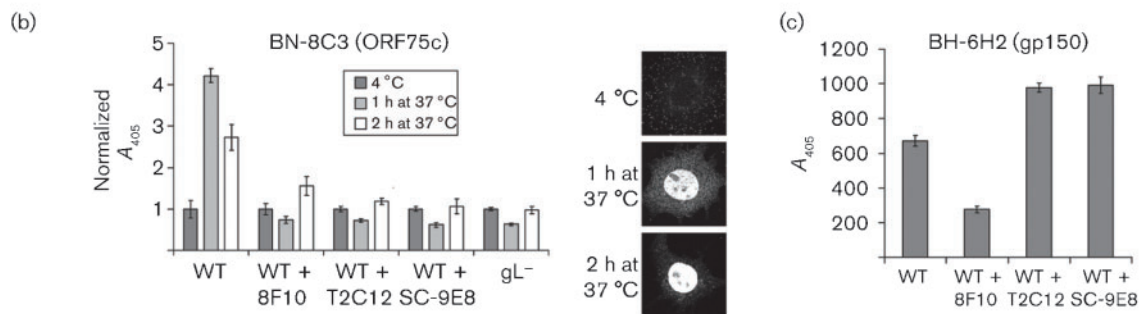 (b)
BN-8C3 (ORF75c)
Normalized
A405
5
4
3
2
1
4 °C
1 h at 37 °C
2 h at 37 °C
WT
WT +
8F10
WT +
T2C12
WT +
SC-9E8
gL–
4 °C
1 h at
37 °C
2 h at
37 °C
(c)
BH-6H2 (gp150)
A405
1200
1000
800
600
400
200
WT
WT +
8F10
WT +
T2C12
WT +
SC-9E8